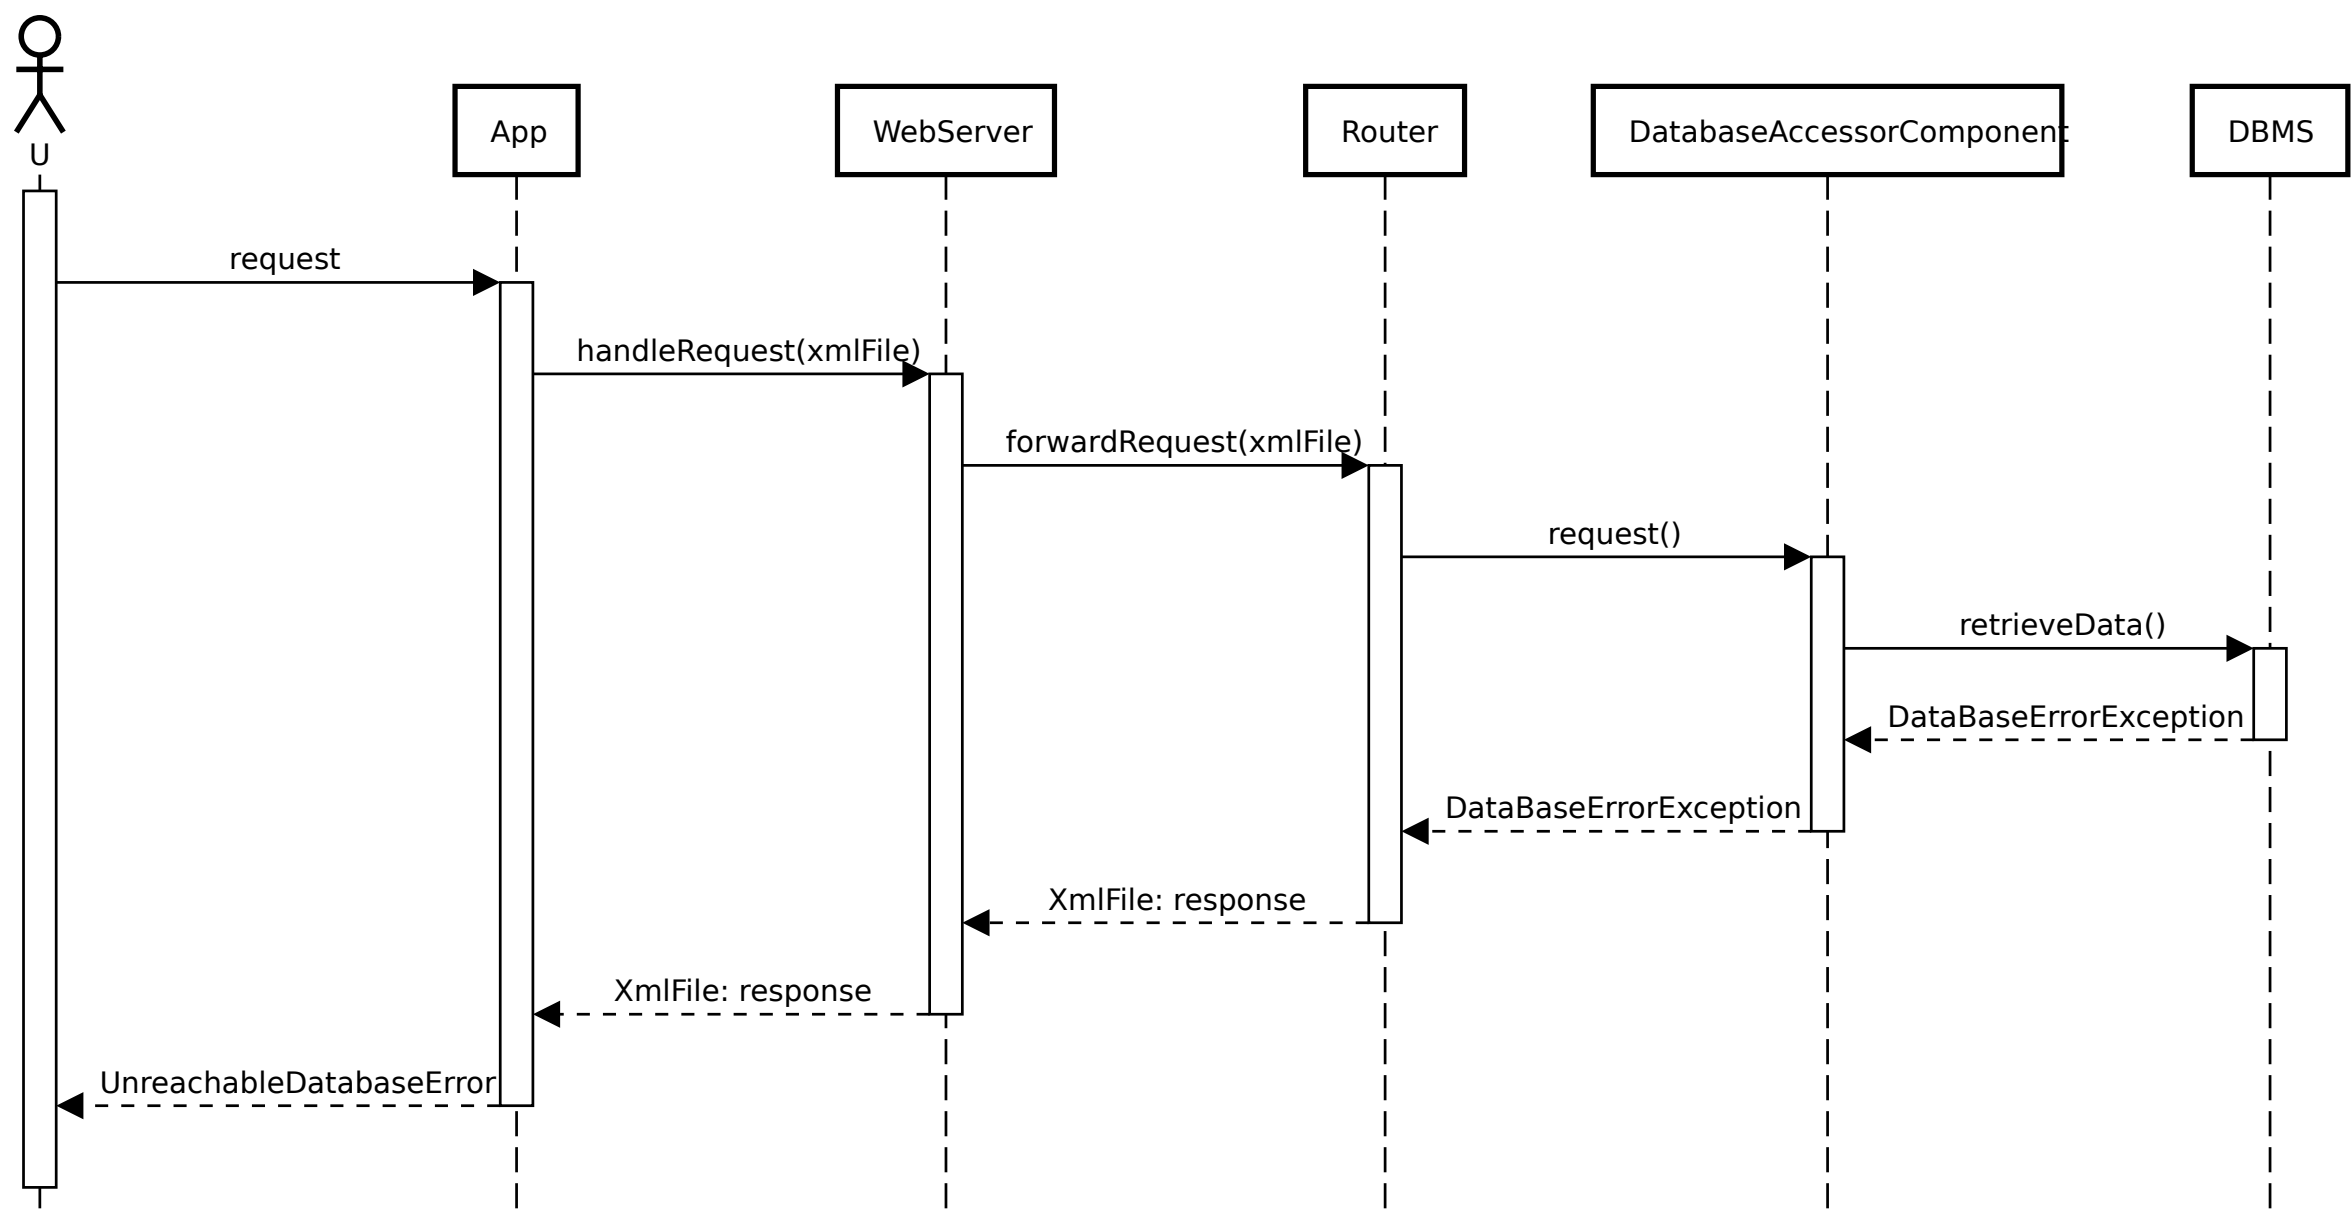 U
App
WebServer
Router
DatabaseAccessorComponent
DBMS
request
handleRequest(xmlFile)
forwardRequest(xmlFile)
request()
retrieveData()
DataBaseErrorException
DataBaseErrorException
XmlFile: response
XmlFile: response
UnreachableDatabaseError